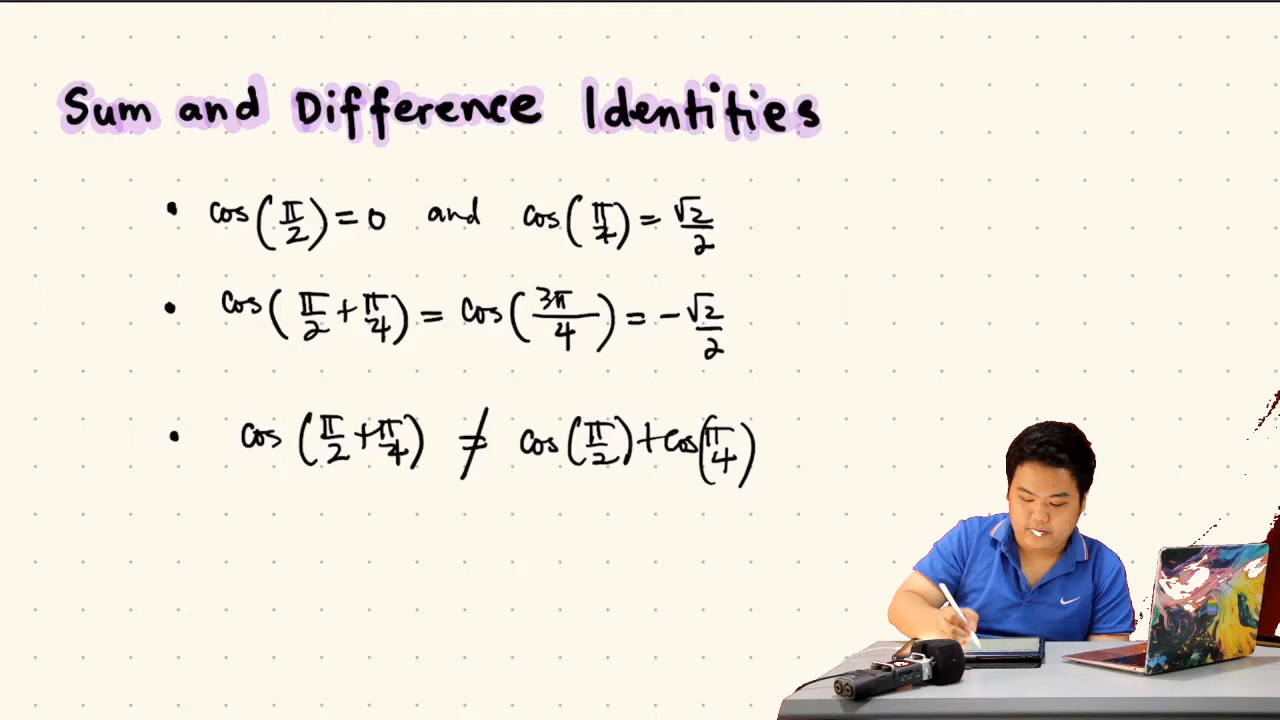 Sum and Difference Identities
• cos(π/2) = 0 and cos(π/4) = √2/2
• cos(π/2 + π/4) = cos(3π/4) = -√2/2
• cos(π/2 + π/4) ≠ cos(π/2) + cos(π/4)